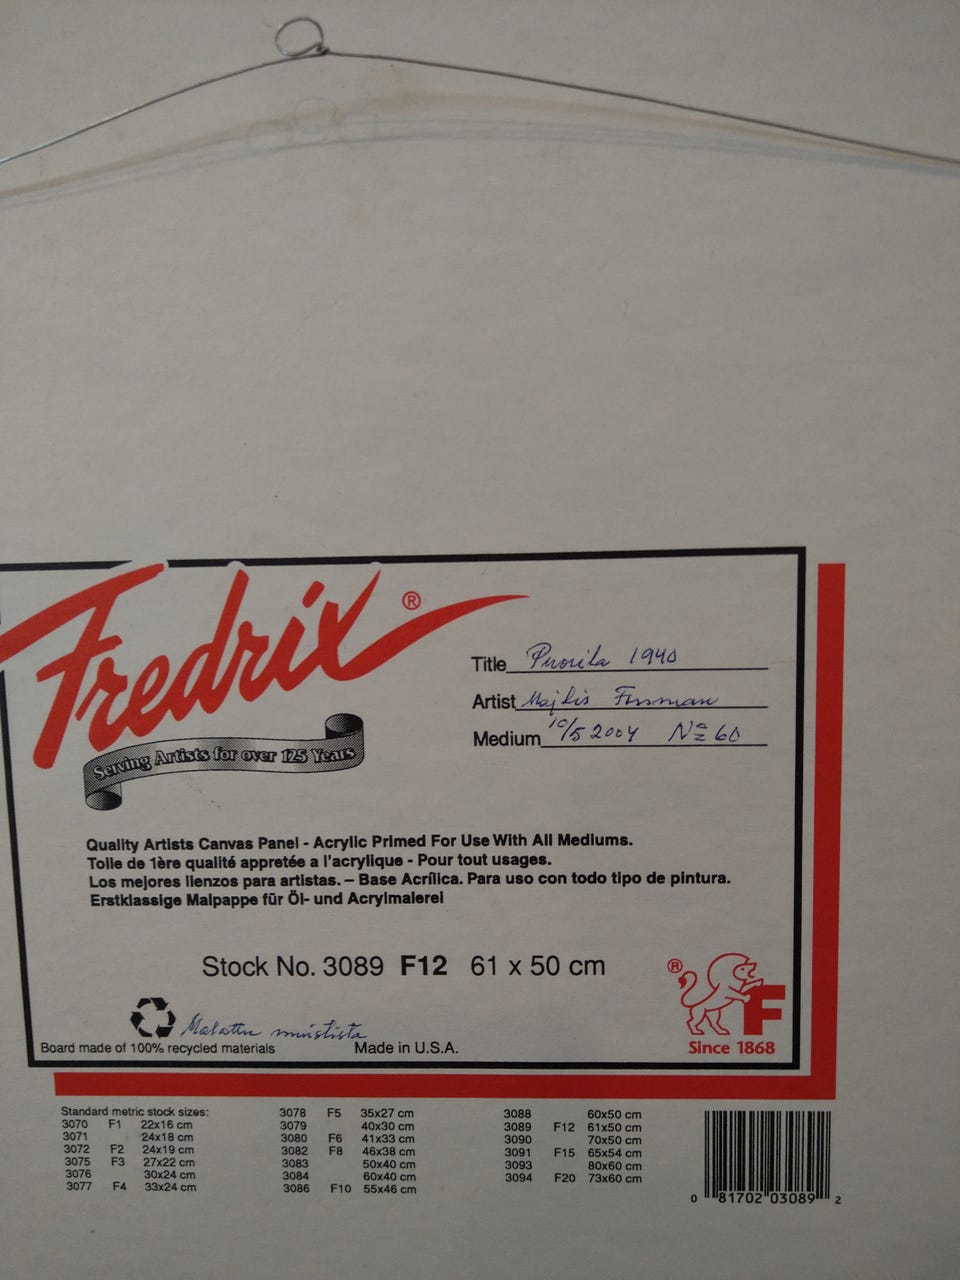 Fredrix ®
Serving Artists for over 125 Years
Title Puosila 1940
Artist Majlis
Medium 10/5 2004 No 60
Quality Artists Canvas Panel - Acrylic Primed For Use With All Mediums.
Toile de 1ère qualité appretée a l'acrylique - Pour tout usages.
Los mejores lienzos para artistas. – Base Acrílica. Para uso con todo tipo de pintura.
Erstklassige Malpappe für Öl- und Acrylmalerei
Stock No. 3089 F12 61 x 50 cm
® F
Since 1868
Malattu muistista
Board made of 100% recycled materials Made in U.S.A.
Standard metric stock sizes:
3070 F1 22x16 cm
3071 24x18 cm
3072 F2 24x19 cm
3075 F3 27x22 cm
3076 30x24 cm
3077 F4 33x24 cm
3078 F5 35x27 cm
3079 40x30 cm
3080 F6 41x33 cm
3082 F8 46x38 cm
3083 50x40 cm
3084 60x40 cm
3086 F10 55x46 cm
3088 60x50 cm
3089 F12 61x50 cm
3090 70x50 cm
3091 F15 65x54 cm
3093 80x60 cm
3094 F20 73x60 cm
0 81702 03089 2